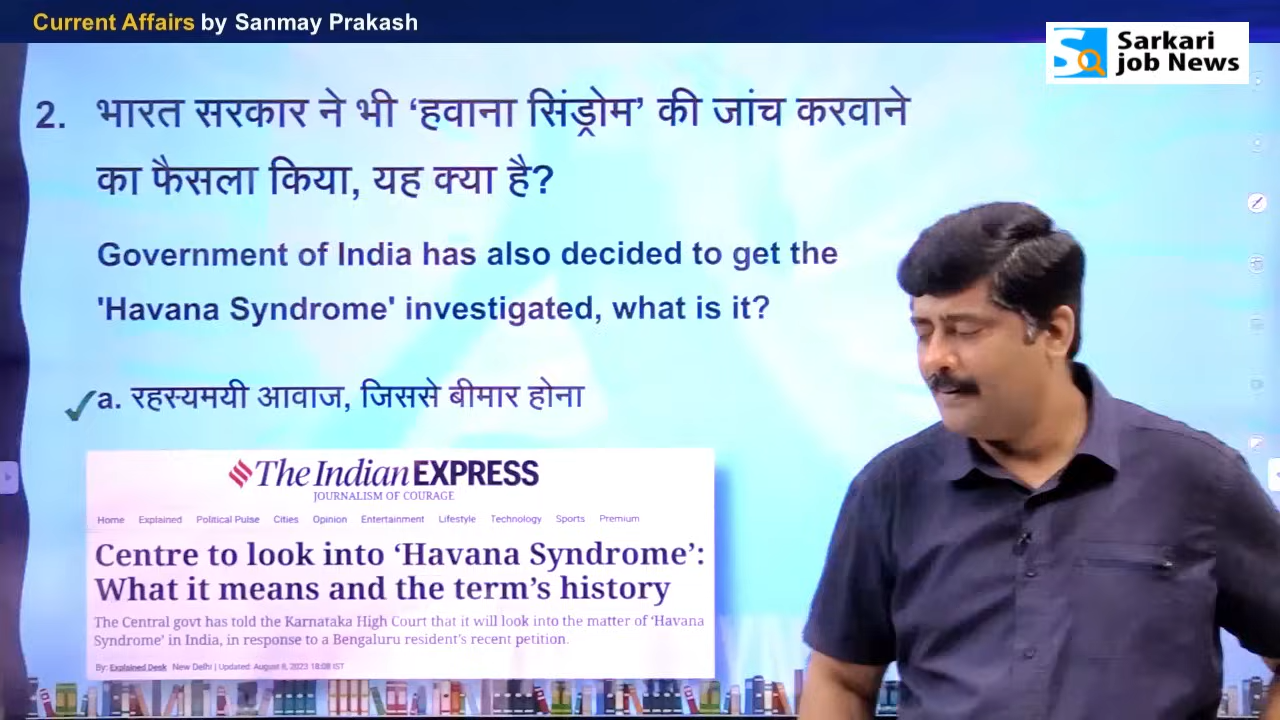 Current Affairs by Sanmay Prakash
Sarkari
job News
2. भारत सरकार ने भी ‘हवाना सिंड्रोम’ की जांच करवाने
का फैसला किया, यह क्या है?
Government of India has also decided to get the
'Havana Syndrome' investigated, what is it?
a. रहस्यमयी आवाज, जिससे बीमार होना
The Indian EXPRESS
JOURNALISM OF COURAGE
Home Explained Political Pulse Cities Opinion Entertainment Lifestyle Technology Sports Premium
Centre to look into ‘Havana Syndrome’:
What it means and the term’s history
The Central govt has told the Karnataka High Court that it will look into the matter of ‘Havana
Syndrome’ in India, in response to a Bengaluru resident’s recent petition.
By: Explained Desk New Delhi | Updated: August 8, 2023 18:08 IST